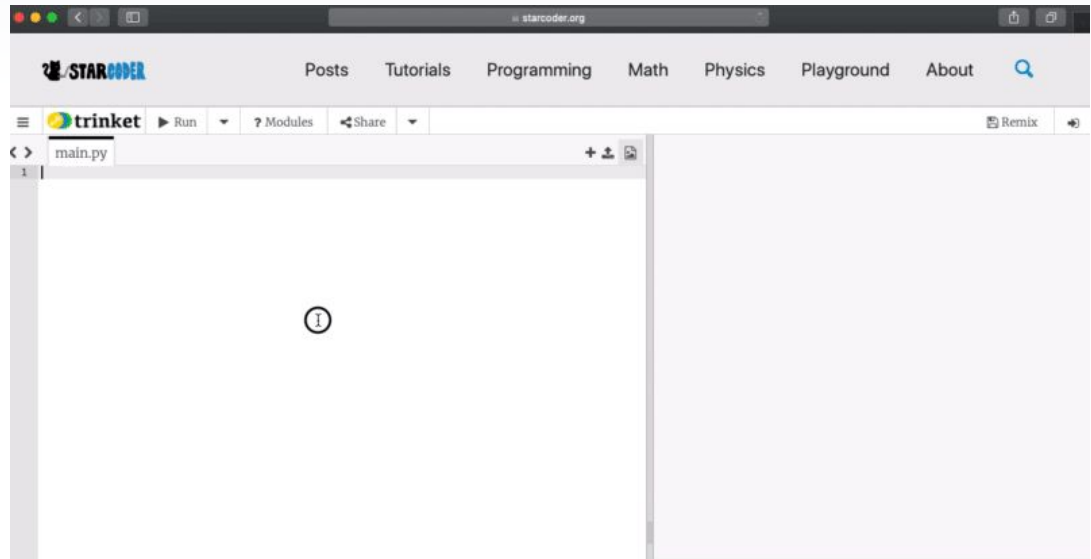 starcoder.org
STARCODER Posts Tutorials Programming Math Physics Playground About
trinket Run ? Modules Share Remix
main.py
1